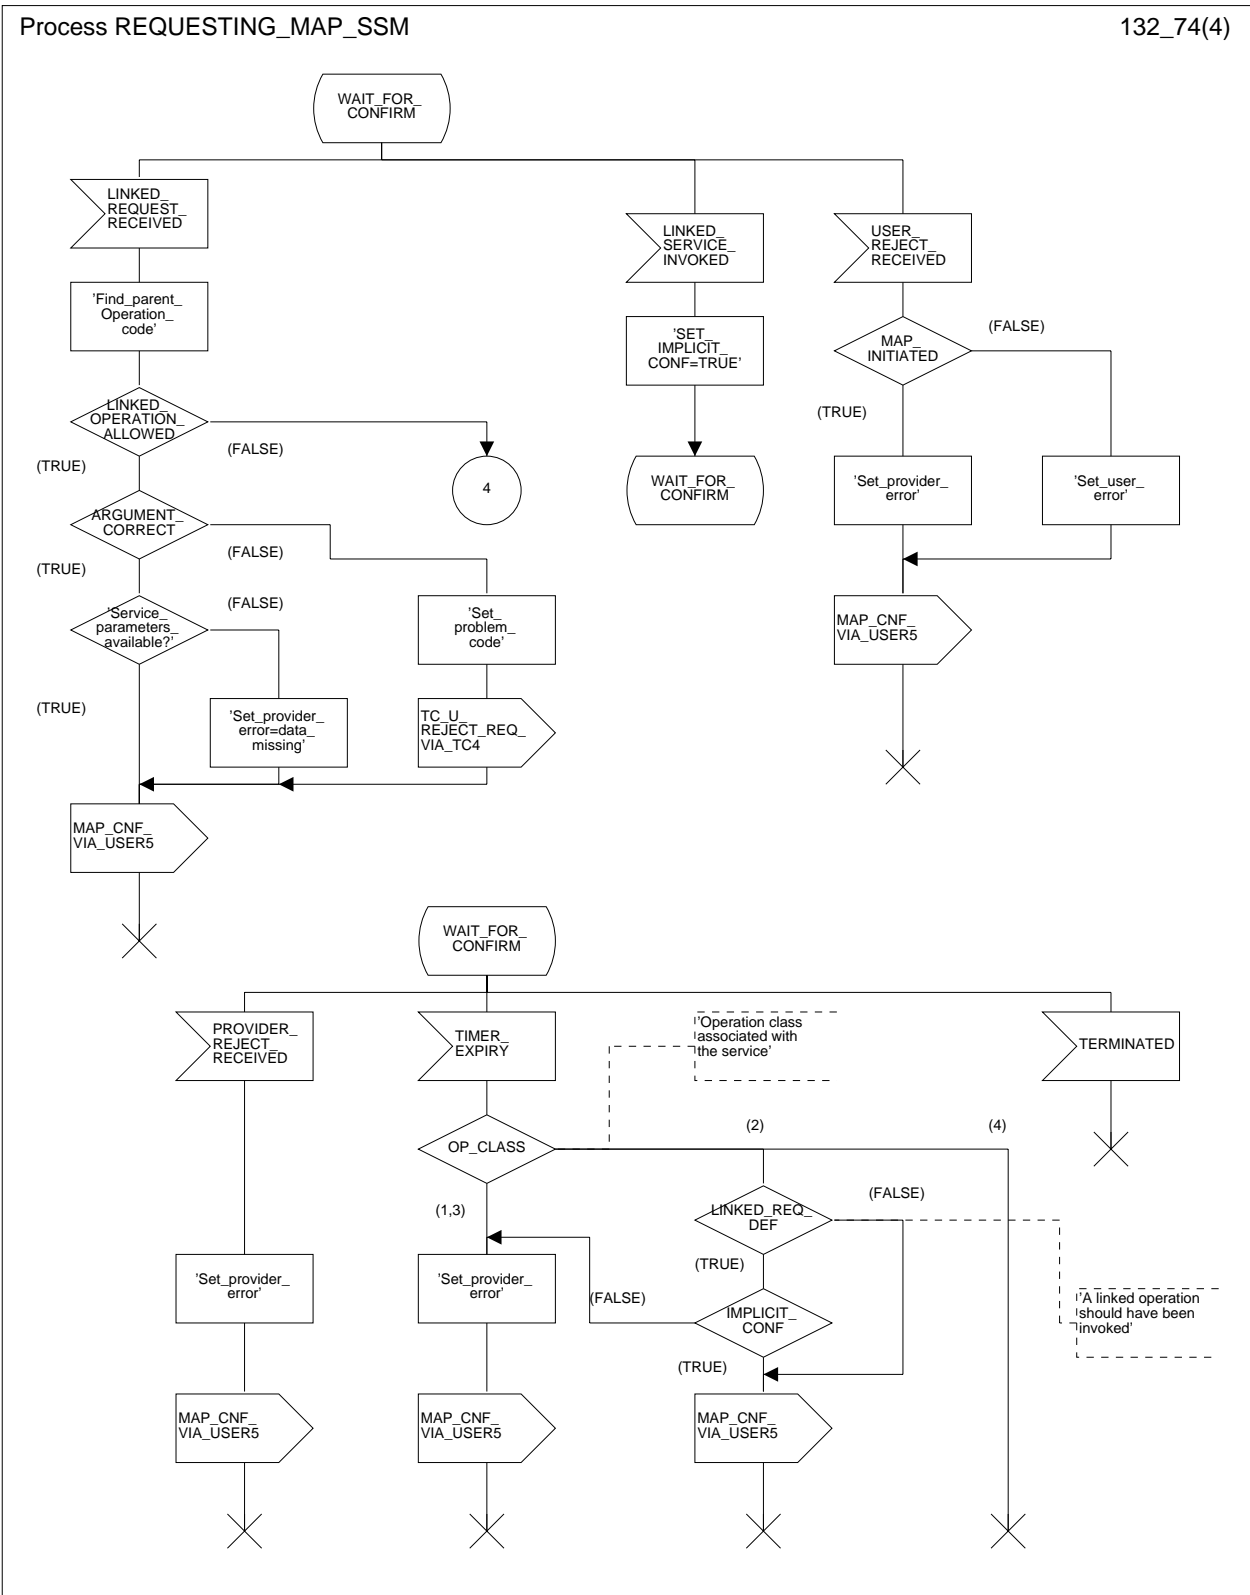 Process REQUESTING_MAP_SSM
132_74(4)
WAIT_FOR_
CONFIRM
LINKED_
REQUEST_
RECEIVED
LINKED_
SERVICE_
INVOKED
USER_
REJECT_
RECEIVED
'Find_parent_
Operation_
code'
'SET_
IMPLICIT_
CONF=TRUE'
MAP_
INITIATED
(FALSE)
(TRUE)
LINKED_
OPERATION_
ALLOWED
(FALSE)
(TRUE)
4
WAIT_FOR_
CONFIRM
'Set_provider_
error'
'Set_user_
error'
ARGUMENT_
CORRECT
(FALSE)
(TRUE)
'Service_
parameters_
available?'
(FALSE)
(TRUE)
'Set_
problem_
code'
MAP_CNF_
VIA_USER5
'Set_provider_
error=data_
missing'
TC_U_
REJECT_REQ_
VIA_TC4
MAP_CNF_
VIA_USER5
WAIT_FOR_
CONFIRM
PROVIDER_
REJECT_
RECEIVED
TIMER_
EXPIRY
'Operation class
associated with
the service'
TERMINATED
OP_CLASS
(2)
(4)
(1,3)
LINKED_REQ_
DEF
(FALSE)
(TRUE)
'Set_provider_
error'
'Set_provider_
error'
(FALSE)
IMPLICIT_
CONF
'A linked operation
should have been
invoked'
(TRUE)
MAP_CNF_
VIA_USER5
MAP_CNF_
VIA_USER5
MAP_CNF_
VIA_USER5